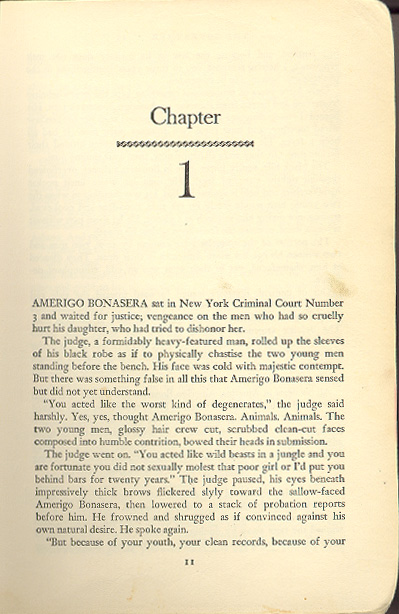 Chapter
1
AMERIGO BONASERA sat in New York Criminal Court Number
3 and waited for justice; vengeance on the men who had so cruelly
hurt his daughter, who had tried to dishonor her.
The judge, a formidably heavy-featured man, rolled up the sleeves
of his black robe as if to physically chastise the two young men
standing before the bench. His face was cold with majestic contempt.
But there was something false in all this that Amerigo Bonasera sensed
but did not yet understand.
"You acted like the worst kind of degenerates," the judge said
harshly. Yes, yes, thought Amerigo Bonasera. Animals. Animals. The
two young men, glossy hair crew cut, scrubbed clean-cut faces
composed into humble contrition, bowed their heads in submission.
The judge went on. "You acted like wild beasts in a jungle and you
are fortunate you did not sexually molest that poor girl or I'd put you
behind bars for twenty years." The judge paused, his eyes beneath
impressively thick brows flickered slyly toward the sallow-faced
Amerigo Bonasera, then lowered to a stack of probation reports
before him. He frowned and shrugged as if convinced against his
own natural desire. He spoke again.
"But because of your youth, your clean records, because of your
11